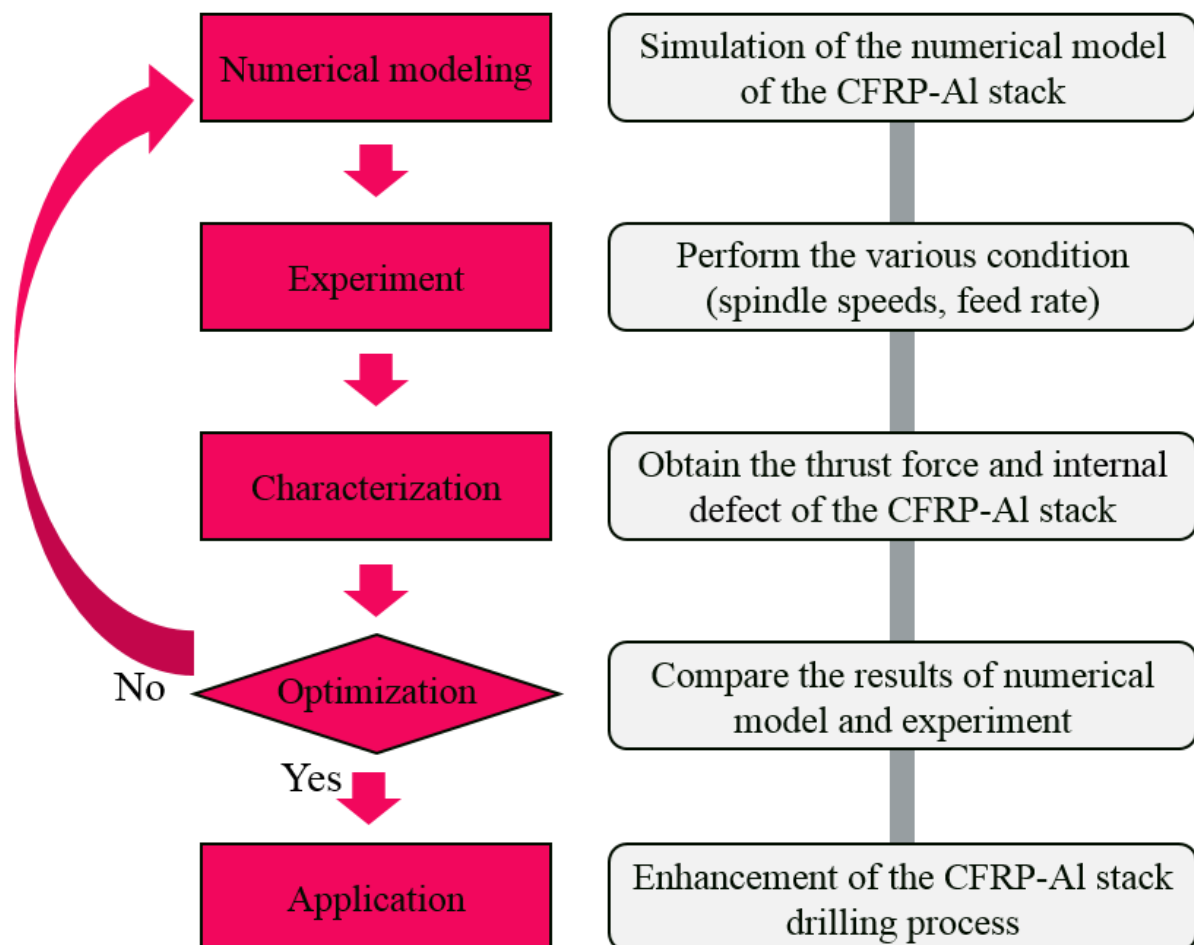 Numerical modeling
Simulation of the numerical model
of the CFRP-Al stack
Experiment
Perform the various condition
(spindle speeds, feed rate)
Characterization
Obtain the thrust force and internal
defect of the CFRP-Al stack
No
Optimization
Compare the results of numerical
model and experiment
Yes
Application
Enhancement of the CFRP-Al stack
drilling process